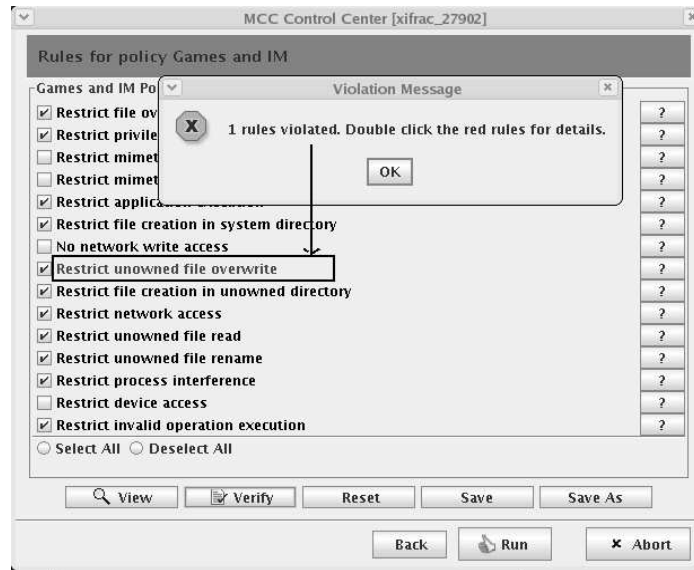 MCC Control Center [xifrac_27902]
Rules for policy Games and IM
Games and IM Po
Violation Message
1 rules violated. Double click the red rules for details.
OK
Restrict file ov
?
Restrict privile
?
Restrict mimet
?
Restrict mimet
?
Restrict
?
Restrict file creation in system directory
?
No network write access
?
Restrict unowned file overwrite
?
Restrict file creation in unowned directory
?
Restrict network access
?
Restrict unowned file read
?
Restrict unowned file rename
?
Restrict process interference
?
Restrict device access
?
Restrict invalid operation execution
?
Select All Deselect All
View Verify Reset Save Save As
Back Run Abort